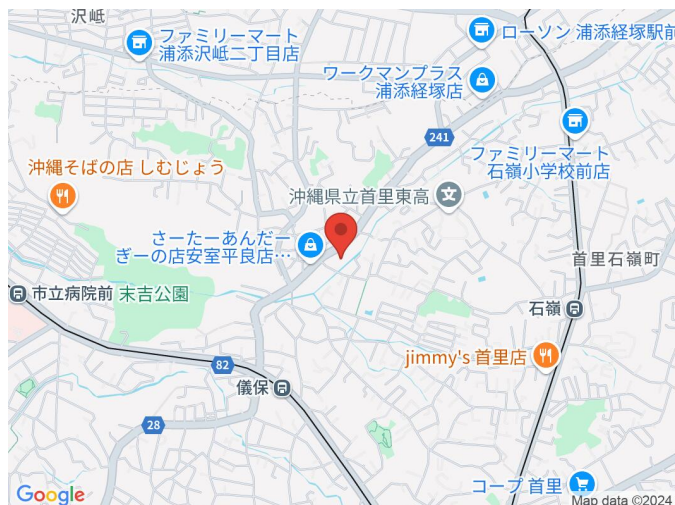 沢岻
ファミリーマート
浦添沢岻二丁目店
ローソン 浦添経塚駅前
ワークマンプラス
浦添経塚店
241
ファミリーマート
石嶺小学校前店
沖縄そばの店 しむじょう
沖縄県立首里東高
さーたーあんだー
ぎーの店安室平良店…
首里石嶺町
市立病院前
末吉公園
石嶺
jimmy's 首里店
82
儀保
28
コープ 首里
Google
Map data ©2024